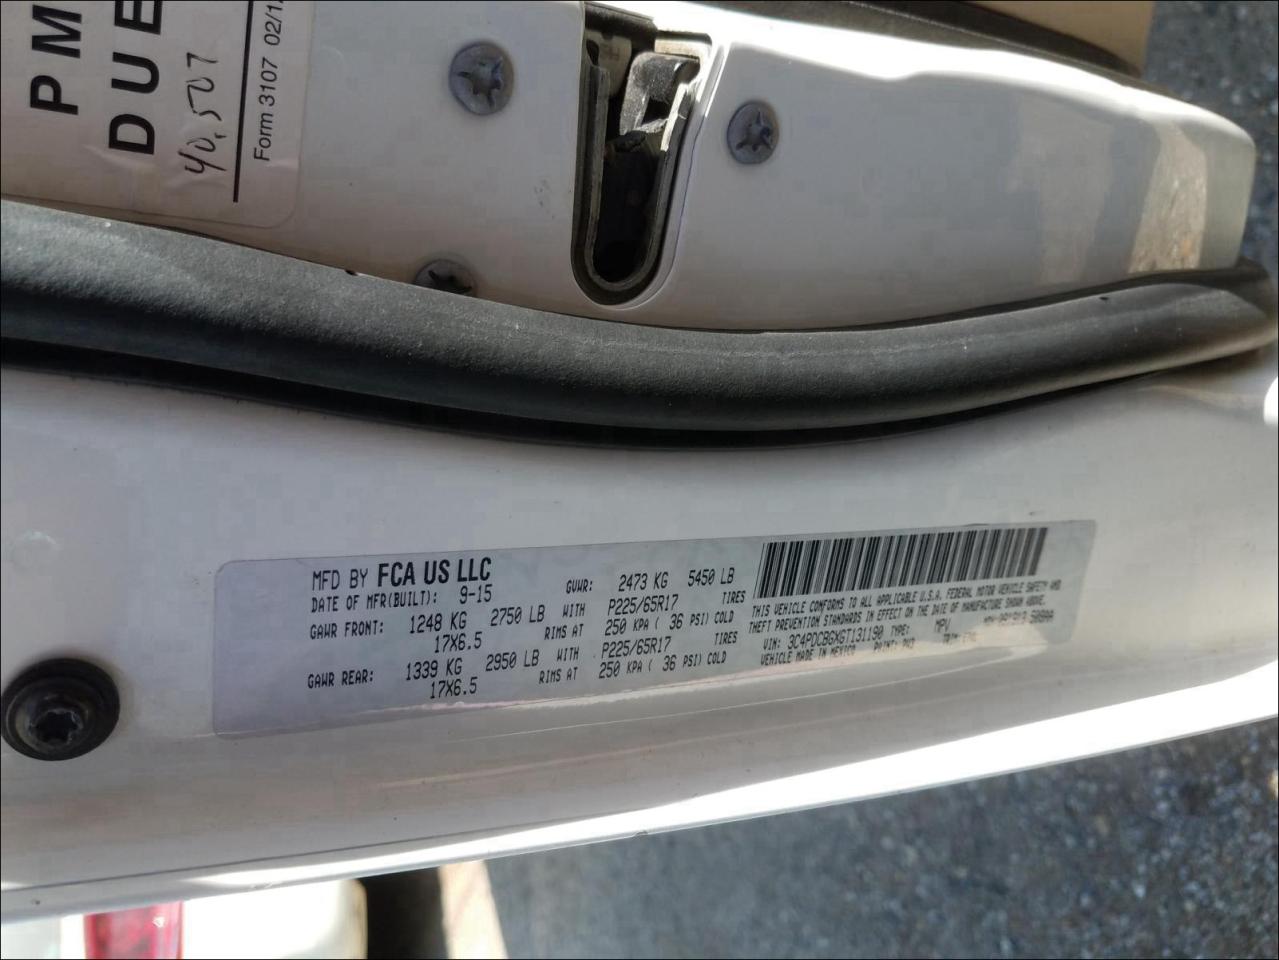 PM
DUE
40,507
Form 3107 02/1
MFD BY FCA US LLC
DATE OF MFR(BUILT): 9-15 GVWR: 2473 KG 5450 LB
GAWR FRONT: 1248 KG 2750 LB WITH P225/65R17 TIRES
17X6.5 RIMS AT 250 KPA ( 36 PSI) COLD
GAWR REAR: 1339 KG 2950 LB WITH P225/65R17 TIRES
17X6.5 RIMS AT 250 KPA ( 36 PSI) COLD
THIS VEHICLE CONFORMS TO ALL APPLICABLE U.S.A. FEDERAL MOTOR VEHICLE SAFETY AND
THEFT PREVENTION STANDARDS IN EFFECT ON THE DATE OF MANUFACTURE SHOWN ABOVE.
VIN: 3C4PDCBGXGT131190 TYPE: MPV
VEHICLE MADE IN MEXICO PAINT: PW3